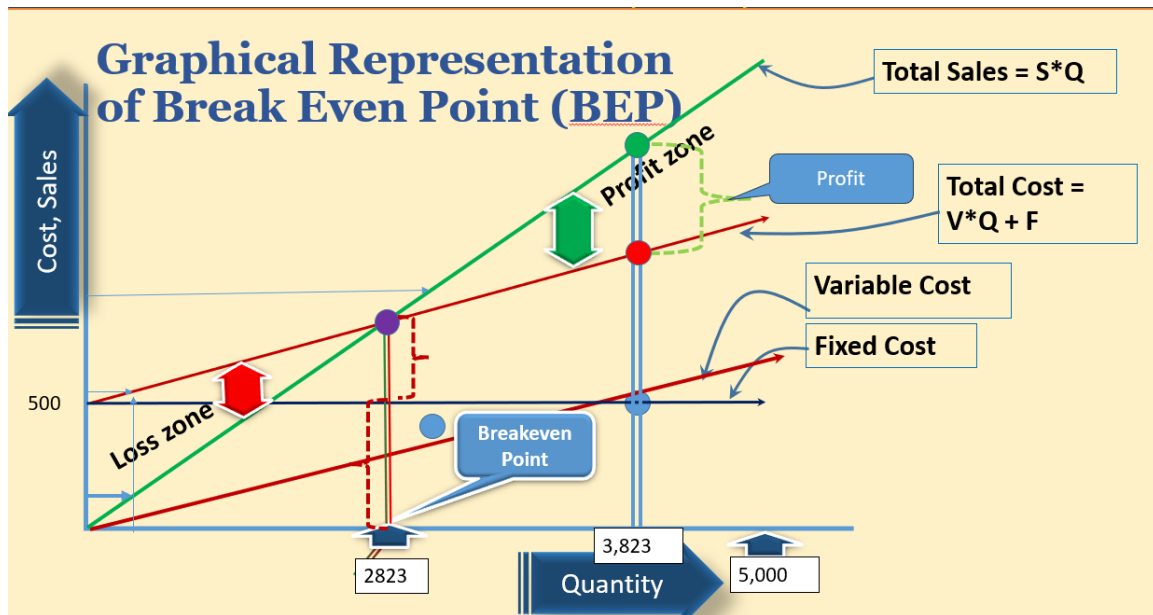 Graphical Representation
of Break Even Point (BEP)
Total Sales = S*Q
Cost, Sales
Profit zone
Profit
Total Cost =
V*Q + F
Variable Cost
Fixed Cost
500
Loss zone
Breakeven
Point
2823
3,823
Quantity
5,000